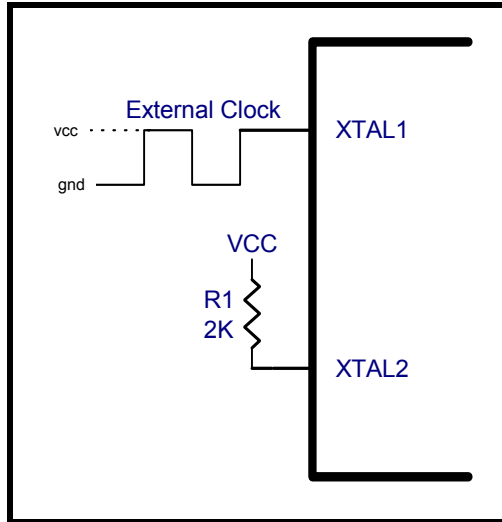 External Clock
vcc
XTAL1
gnd
VCC
R1
2K
XTAL2